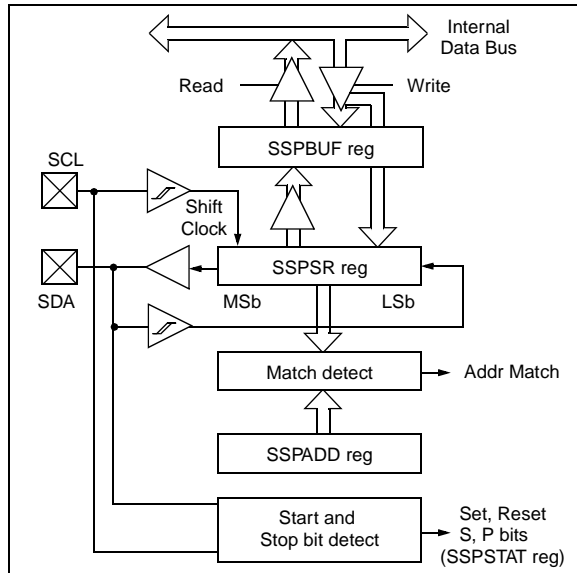 Internal
Data Bus
Read
Write
SSPBUF reg
SCL
Shift
Clock
SSPSR reg
SDA
MSb
LSb
Match detect
Addr Match
SSPADD reg
Start and
Stop bit detect
Set, Reset
S, P bits
(SSPSTAT reg)